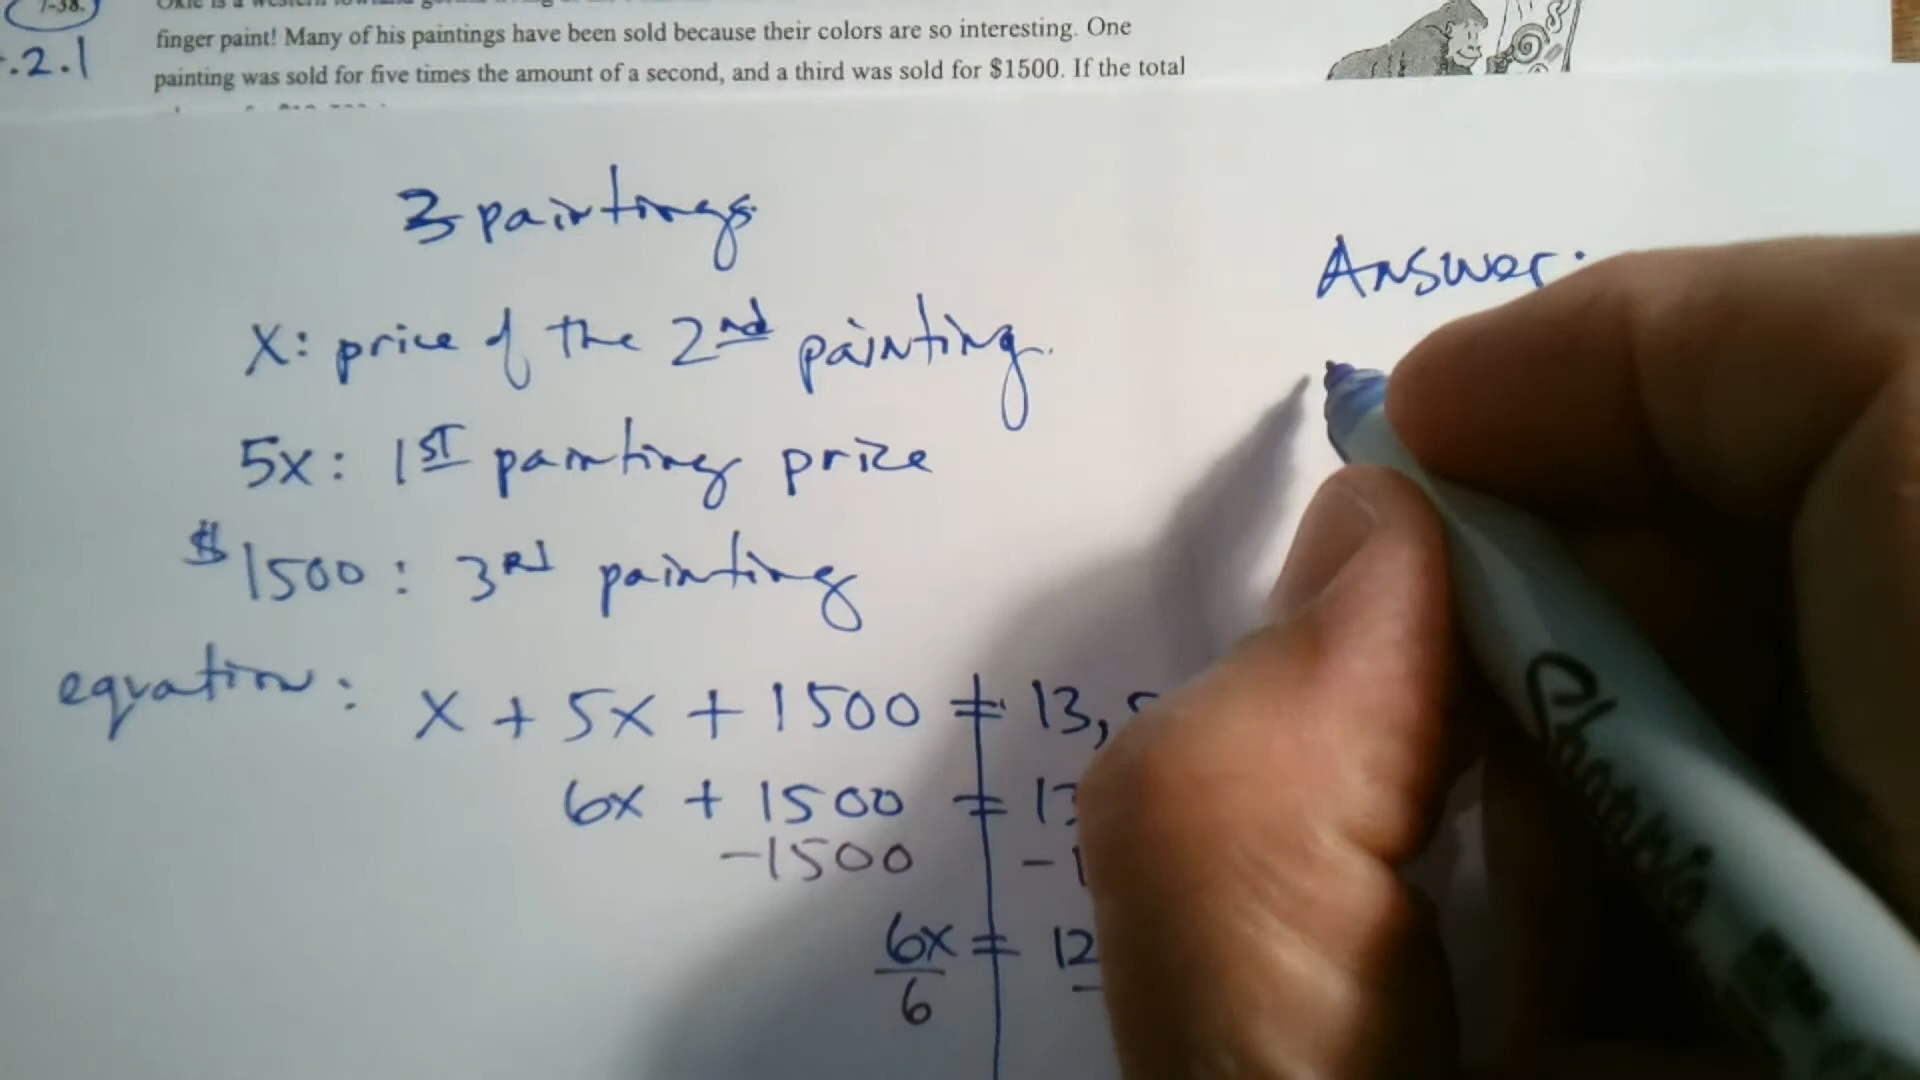 7-38.
.2.1
finger paint! Many of his paintings have been sold because their colors are so interesting. One
painting was sold for five times the amount of a second, and a third was sold for $1500. If the total
3 paintings.
x: price of the 2nd painting.
5x: 1ST painting price
$1500: 3rd painting
equation: x + 5x + 1500 = 13,
6x + 1500 = 13
-1500 -1
6x = 12
6
Answer:
Sharpie